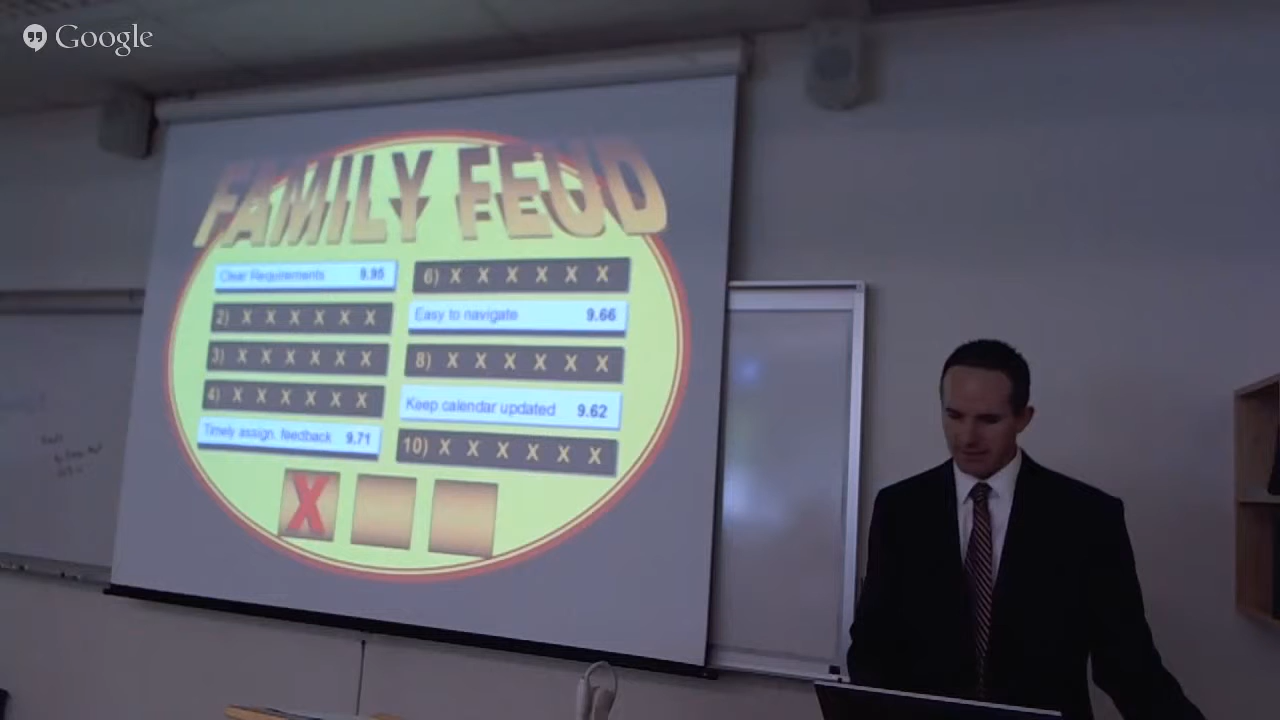 Google
FAMILY FEUD
Clear Requirements 9.95
2) X X X X X X
3) X X X X X X
4) X X X X X X
Timely assign. feedback 9.71
6) X X X X X X
Easy to navigate 9.66
8) X X X X X X
Keep calendar updated 9.62
10) X X X X X X
X